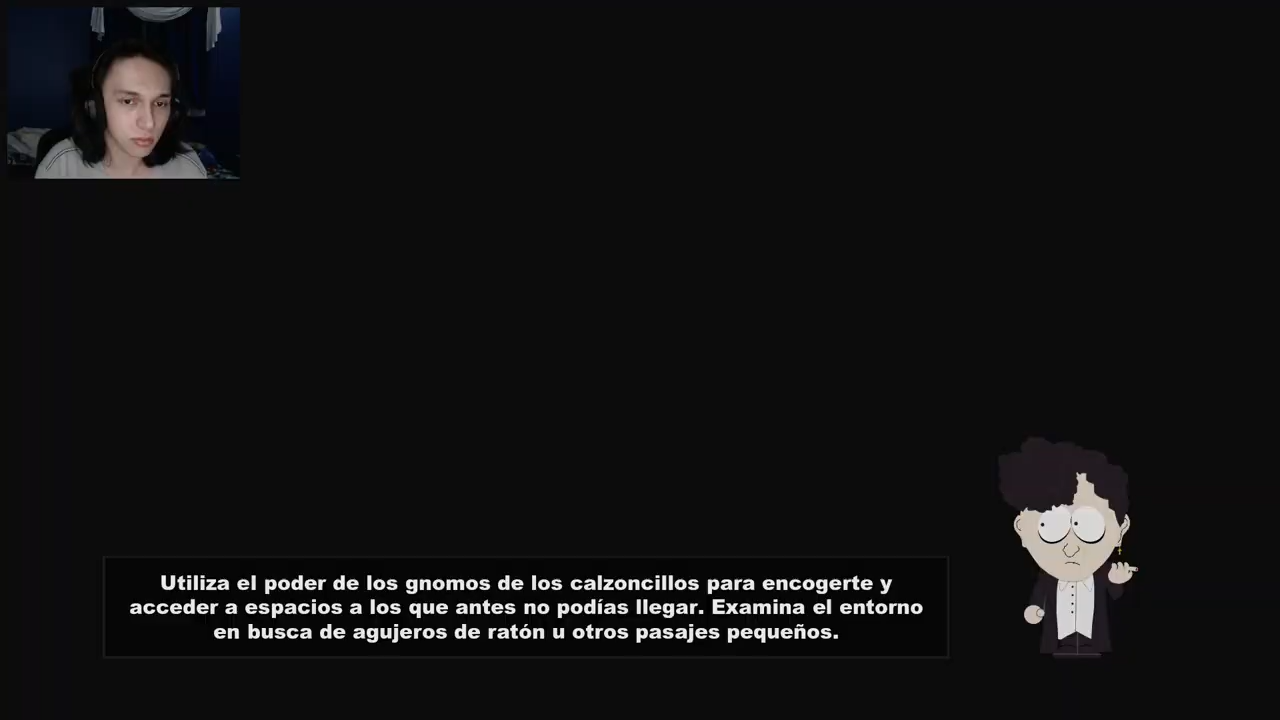 Utiliza el poder de los gnomos de los calzoncillos para encogerte y
acceder a espacios a los que antes no podías llegar. Examina el entorno
en busca de agujeros de ratón u otros pasajes pequeños.